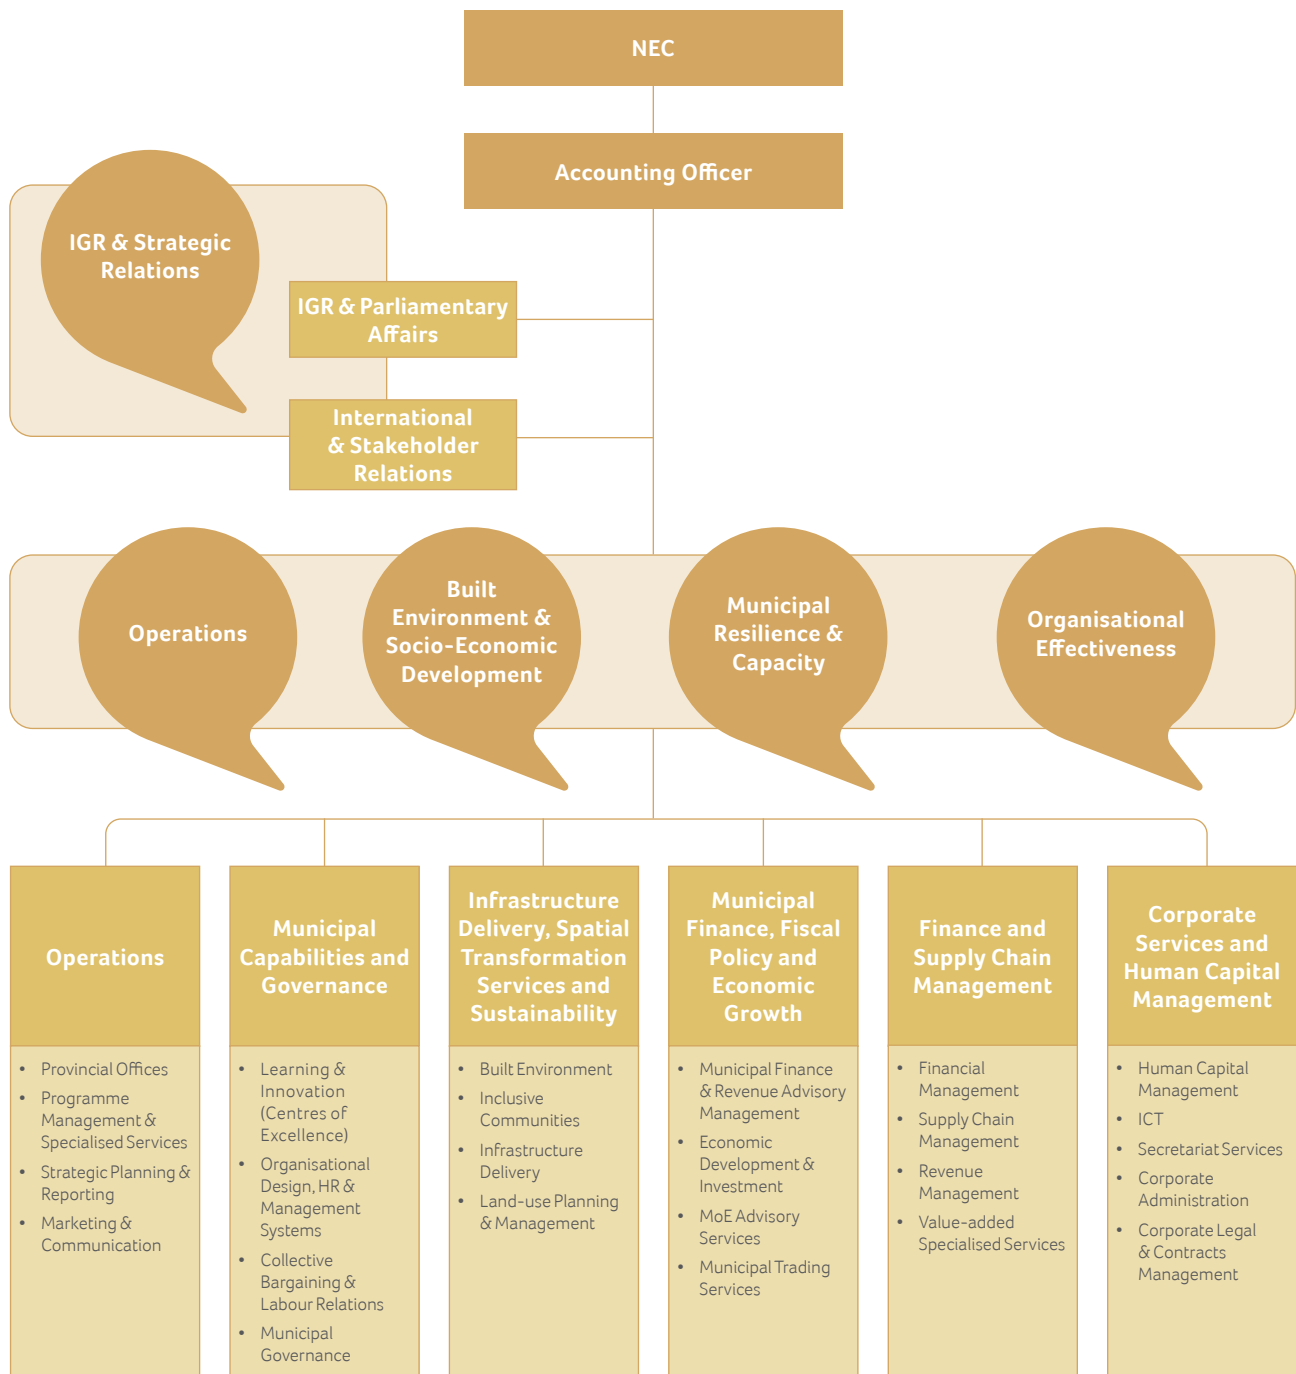 NEC
Accounting Officer
IGR & Strategic
Relations
IGR & Parliamentary
Affairs
International
& Stakeholder
Relations
Operations
Built
Environment &
Socio-Economic
Development
Municipal
Resilience &
Capacity
Organisational
Effectiveness
Operations
• Provincial Offices
• Programme
Management &
Specialised Services
• Strategic Planning &
Reporting
• Marketing &
Communication
Municipal
Capabilities and
Governance
• Learning &
Innovation
(Centres of
Excellence)
• Organisational
Design, HR &
Management
Systems
• Collective
Bargaining &
Labour Relations
• Municipal
Governance
Infrastructure
Delivery, Spatial
Transformation
Services and
Sustainability
• Built Environment
• Inclusive
Communities
• Infrastructure
Delivery
• Land-use Planning
& Management
Municipal
Finance, Fiscal
Policy and
Economic
Growth
• Municipal Finance
& Revenue Advisory
Management
• Economic
Development &
Investment
• MoE Advisory
Services
• Municipal Trading
Services
Finance and
Supply Chain
Management
• Financial
Management
• Supply Chain
Management
• Revenue
Management
• Value-added
Specialised Services
Corporate
Services and
Human Capital
Management
• Human Capital
Management
• ICT
• Secretariat Services
• Corporate
Administration
• Corporate Legal
& Contracts
Management